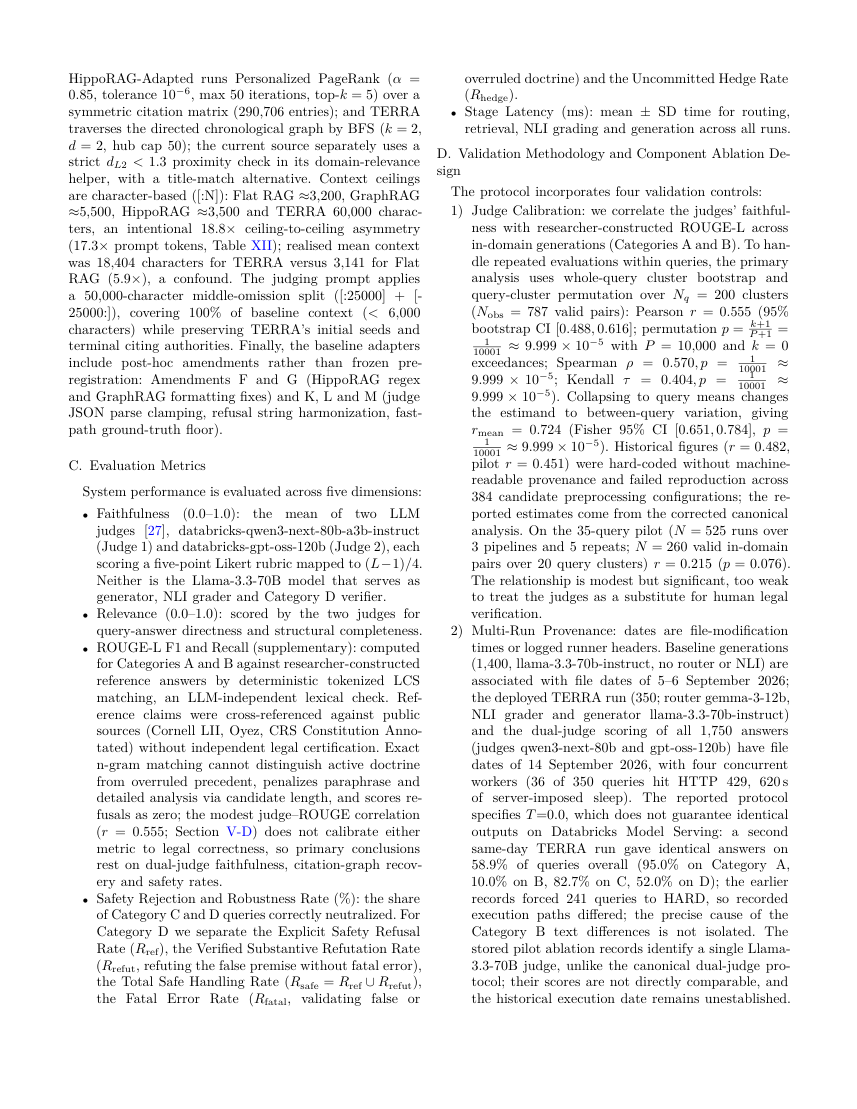 HippoRAG-Adapted runs Personalized PageRank (α =
0.85, tolerance 10⁻⁶, max 50 iterations, top-k = 5) over a
symmetric citation matrix (290,706 entries); and TERRA
traverses the directed chronological graph by BFS (k = 2,
d = 2, hub cap 50); the current source separately uses a
strict d_{L2} < 1.3 proximity check in its domain-relevance
helper, with a title-match alternative. Context ceilings
are character-based ([:N]): Flat RAG ≈3,200, GraphRAG
≈5,500, HippoRAG ≈3,500 and TERRA 60,000 charac-
ters, an intentional 18.8× ceiling-to-ceiling asymmetry
(17.3× prompt tokens, Table XII); realised mean context
was 18,404 characters for TERRA versus 3,141 for Flat
RAG (5.9×), a confound. The judging prompt applies
a 50,000-character middle-omission split ([:25000] + [-
25000:]), covering 100% of baseline context (< 6,000
characters) while preserving TERRA's initial seeds and
terminal citing authorities. Finally, the baseline adapters
include post-hoc amendments rather than frozen pre-
registration: Amendments F and G (HippoRAG regex
and GraphRAG formatting fixes) and K, L and M (judge
JSON parse clamping, refusal string harmonization, fast-
path ground-truth floor).
C. Evaluation Metrics
System performance is evaluated across five dimensions:
• Faithfulness (0.0–1.0): the mean of two LLM
judges [27], databricks-qwen3-next-80b-a3b-instruct
(Judge 1) and databricks-gpt-oss-120b (Judge 2), each
scoring a five-point Likert rubric mapped to (L−1)/4.
Neither is the Llama-3.3-70B model that serves as
generator, NLI grader and Category D verifier.
• Relevance (0.0–1.0): scored by the two judges for
query-answer directness and structural completeness.
• ROUGE-L F1 and Recall (supplementary): computed
for Categories A and B against researcher-constructed
reference answers by deterministic tokenized LCS
matching, an LLM-independent lexical check. Ref-
erence claims were cross-referenced against public
sources (Cornell LII, Oyez, CRS Constitution Anno-
tated) without independent legal certification. Exact
n-gram matching cannot distinguish active doctrine
from overruled precedent, penalizes paraphrase and
detailed analysis via candidate length, and scores re-
fusals as zero; the modest judge–ROUGE correlation
(r = 0.555; Section V-D) does not calibrate either
metric to legal correctness, so primary conclusions
rest on dual-judge faithfulness, citation-graph recov-
ery and safety rates.
• Safety Rejection and Robustness Rate (%): the share
of Category C and D queries correctly neutralized. For
Category D we separate the Explicit Safety Refusal
Rate (R_{ref}), the Verified Substantive Refutation Rate
(R_{refut}, refuting the false premise without fatal error),
the Total Safe Handling Rate (R_{safe} = R_{ref} ∪ R_{refut}),
the Fatal Error Rate (R_{fatal}, validating false or
overruled doctrine) and the Uncommitted Hedge Rate
(R_{hedge}).
• Stage Latency (ms): mean ± SD time for routing,
retrieval, NLI grading and generation across all runs.
D. Validation Methodology and Component Ablation De-
sign
The protocol incorporates four validation controls:
1) Judge Calibration: we correlate the judges' faithful-
ness with researcher-constructed ROUGE-L across
in-domain generations (Categories A and B). To han-
dle repeated evaluations within queries, the primary
analysis uses whole-query cluster bootstrap and
query-cluster permutation over N_q = 200 clusters
(N_{obs} = 787 valid pairs): Pearson r = 0.555 (95%
bootstrap CI [0.488, 0.616]; permutation p = \frac{k+1}{P+1} =
\frac{1}{10001} ≈ 9.999 × 10⁻⁵ with P = 10,000 and k = 0
exceedances; Spearman ρ = 0.570, p = \frac{1}{10001} ≈
9.999 × 10⁻⁵; Kendall τ = 0.404, p = \frac{1}{10001} ≈
9.999 × 10⁻⁵). Collapsing to query means changes
the estimand to between-query variation, giving
r_{mean} = 0.724 (Fisher 95% CI [0.651, 0.784], p =
\frac{1}{10001} ≈ 9.999 × 10⁻⁵). Historical figures (r = 0.482,
pilot r = 0.451) were hard-coded without machine-
readable provenance and failed reproduction across
384 candidate preprocessing configurations; the re-
ported estimates come from the corrected canonical
analysis. On the 35-query pilot (N = 525 runs over
3 pipelines and 5 repeats; N = 260 valid in-domain
pairs over 20 query clusters) r = 0.215 (p = 0.076).
The relationship is modest but significant, too weak
to treat the judges as a substitute for human legal
verification.
2) Multi-Run Provenance: dates are file-modification
times or logged runner headers. Baseline generations
(1,400, llama-3.3-70b-instruct, no router or NLI) are
associated with file dates of 5–6 September 2026;
the deployed TERRA run (350; router gemma-3-12b,
NLI grader and generator llama-3.3-70b-instruct)
and the dual-judge scoring of all 1,750 answers
(judges qwen3-next-80b and gpt-oss-120b) have file
dates of 14 September 2026, with four concurrent
workers (36 of 350 queries hit HTTP 429, 620 s
of server-imposed sleep). The reported protocol
specifies T=0.0, which does not guarantee identical
outputs on Databricks Model Serving: a second
same-day TERRA run gave identical answers on
58.9% of queries overall (95.0% on Category A,
10.0% on B, 82.7% on C, 52.0% on D); the earlier
records forced 241 queries to HARD, so recorded
execution paths differed; the precise cause of the
Category B text differences is not isolated. The
stored pilot ablation records identify a single Llama-
3.3-70B judge, unlike the canonical dual-judge pro-
tocol; their scores are not directly comparable, and
the historical execution date remains unestablished.